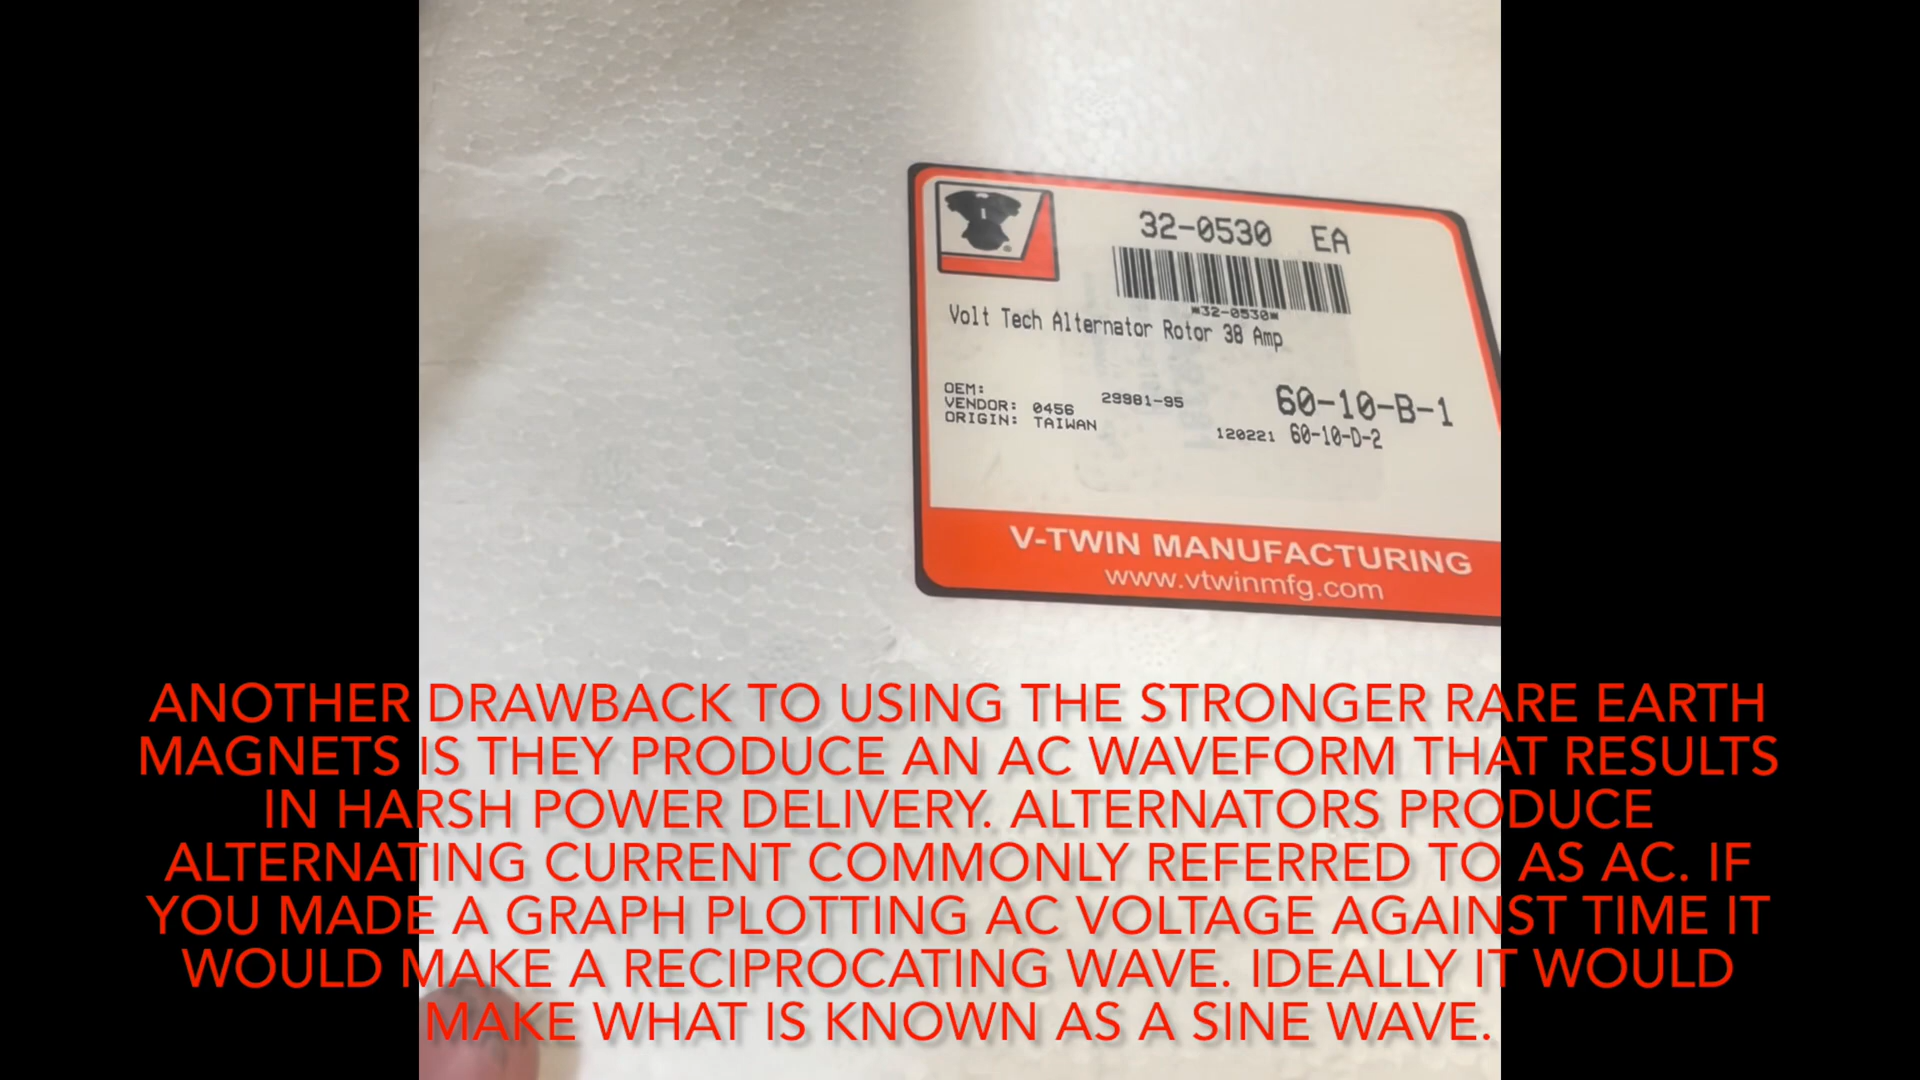 32-0530 EA
*32-0530*
Volt Tech Alternator Rotor 38 Amp
OEM: 29981-95
VENDOR: 0456
ORIGIN: TAIWAN
60-10-B-1
120221 60-10-D-2
V-TWIN MANUFACTURING
www.vtwinmfg.com
ANOTHER DRAWBACK TO USING THE STRONGER RARE EARTH
MAGNETS IS THEY PRODUCE AN AC WAVEFORM THAT RESULTS
IN HARSH POWER DELIVERY. ALTERNATORS PRODUCE
ALTERNATING CURRENT COMMONLY REFERRED TO AS AC. IF
YOU MADE A GRAPH PLOTTING AC VOLTAGE AGAINST TIME IT
WOULD MAKE A RECIPROCATING WAVE. IDEALLY IT WOULD
MAKE WHAT IS KNOWN AS A SINE WAVE.